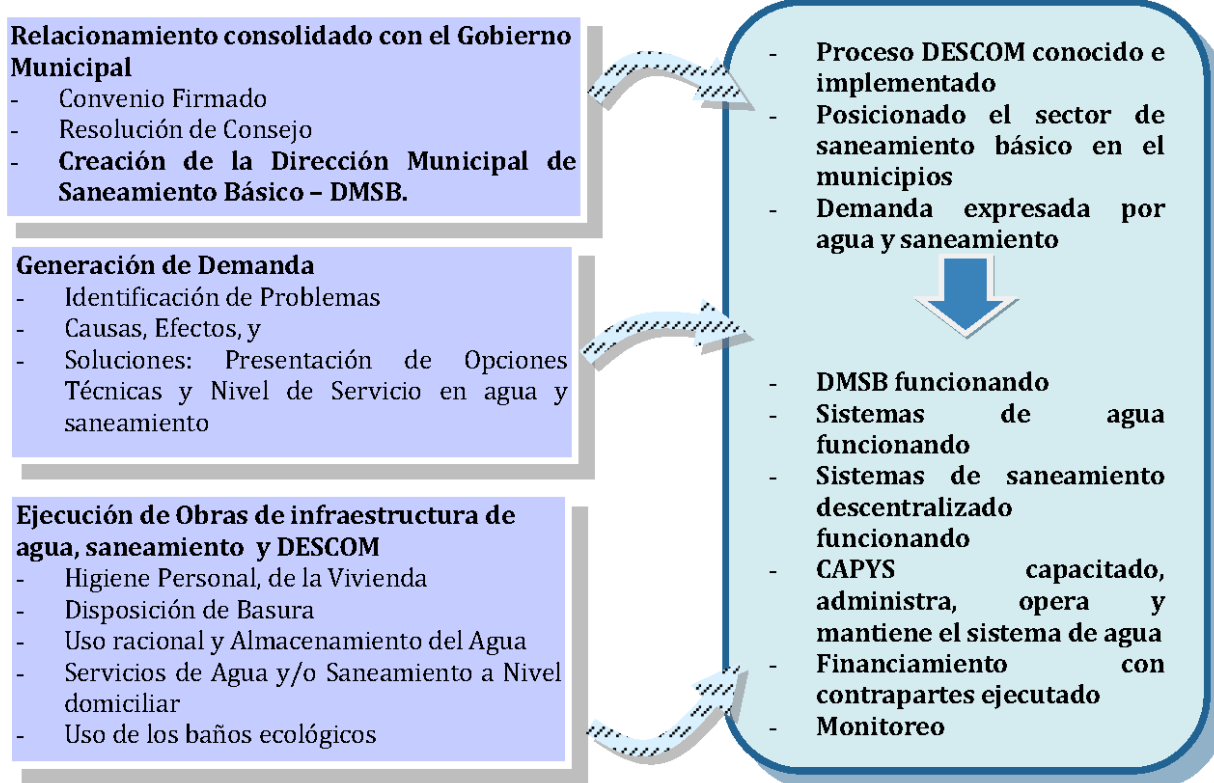 Relacionamiento consolidado con el Gobierno
Municipal
- Convenio Firmado
- Resolución de Consejo
- Creación de la Dirección Municipal de
Saneamiento Básico – DMSB.
Generación de Demanda
- Identificación de Problemas
- Causas, Efectos, y
- Soluciones: Presentación de Opciones
Técnicas y Nivel de Servicio en agua y
saneamiento
Ejecución de Obras de infraestructura de
agua, saneamiento y DESCOM
- Higiene Personal, de la Vivienda
- Disposición de Basura
- Uso racional y Almacenamiento del Agua
- Servicios de Agua y/o Saneamiento a Nivel
domiciliar
- Uso de los baños ecológicos
- Proceso DESCOM conocido e
implementado
- Posicionado el sector de
saneamiento básico en el
municipios
- Demanda expresada por
agua y saneamiento
- DMSB funcionando
- Sistemas de agua
funcionando
- Sistemas de saneamiento
descentralizado
funcionando
- CAPYS capacitado,
administra, opera y
mantiene el sistema de agua
- Financiamiento con
contrapartes ejecutado
- Monitoreo